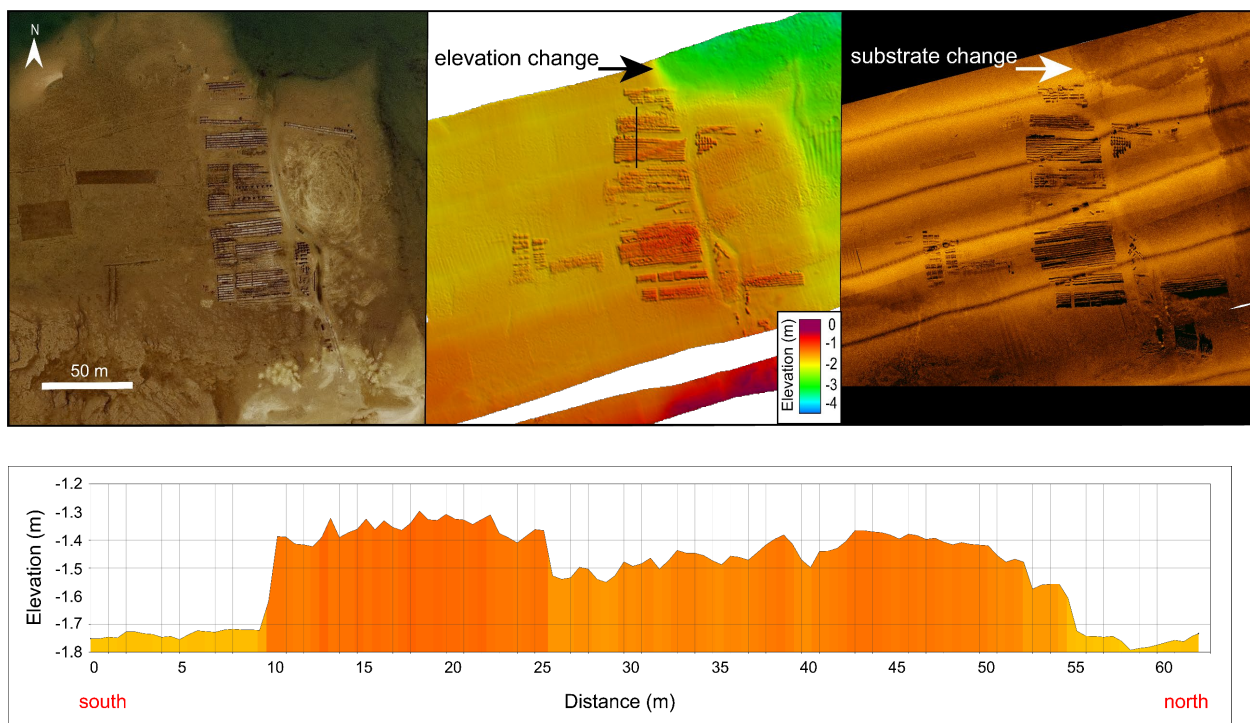 N
50 m
elevation change
Elevation (m)
0
-1
-2
-3
-4
substrate change
Elevation (m)
-1.2
-1.3
-1.4
-1.5
-1.6
-1.7
-1.8
0 5 10 15 20 25 30 35 40 45 50 55 60
south Distance (m) north